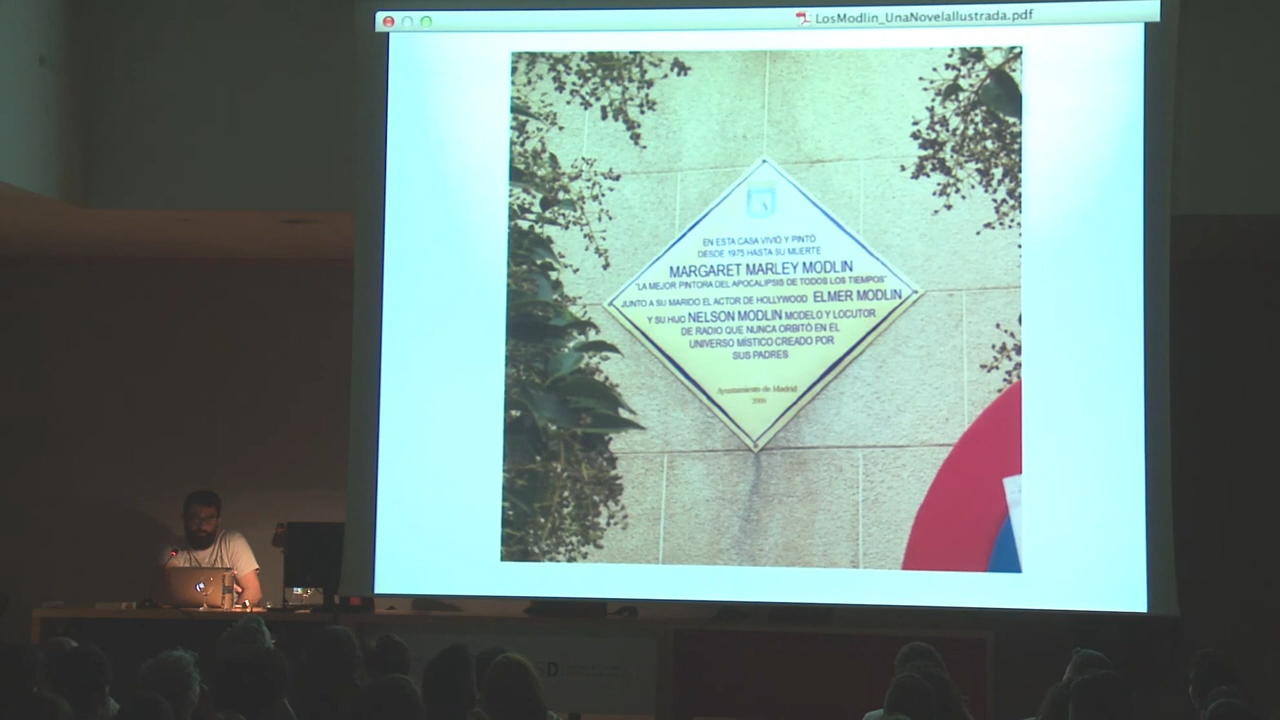 LosModlin_UnaNovelaIlustrada.pdf
EN ESTA CASA VIVIÓ Y PINTÓ
DESDE 1975 HASTA SU MUERTE
MARGARET MARLEY MODLIN
"LA MEJOR PINTORA DEL APOCALIPSIS DE TODOS LOS TIEMPOS"
JUNTO A SU MARIDO EL ACTOR DE HOLLYWOOD ELMER MODLIN
Y SU HIJO NELSON MODLIN MODELO Y LOCUTOR
DE RADIO QUE NUNCA ORBITÓ EN EL
UNIVERSO MÍSTICO CREADO POR
SUS PADRES
Ayuntamiento de Madrid
D